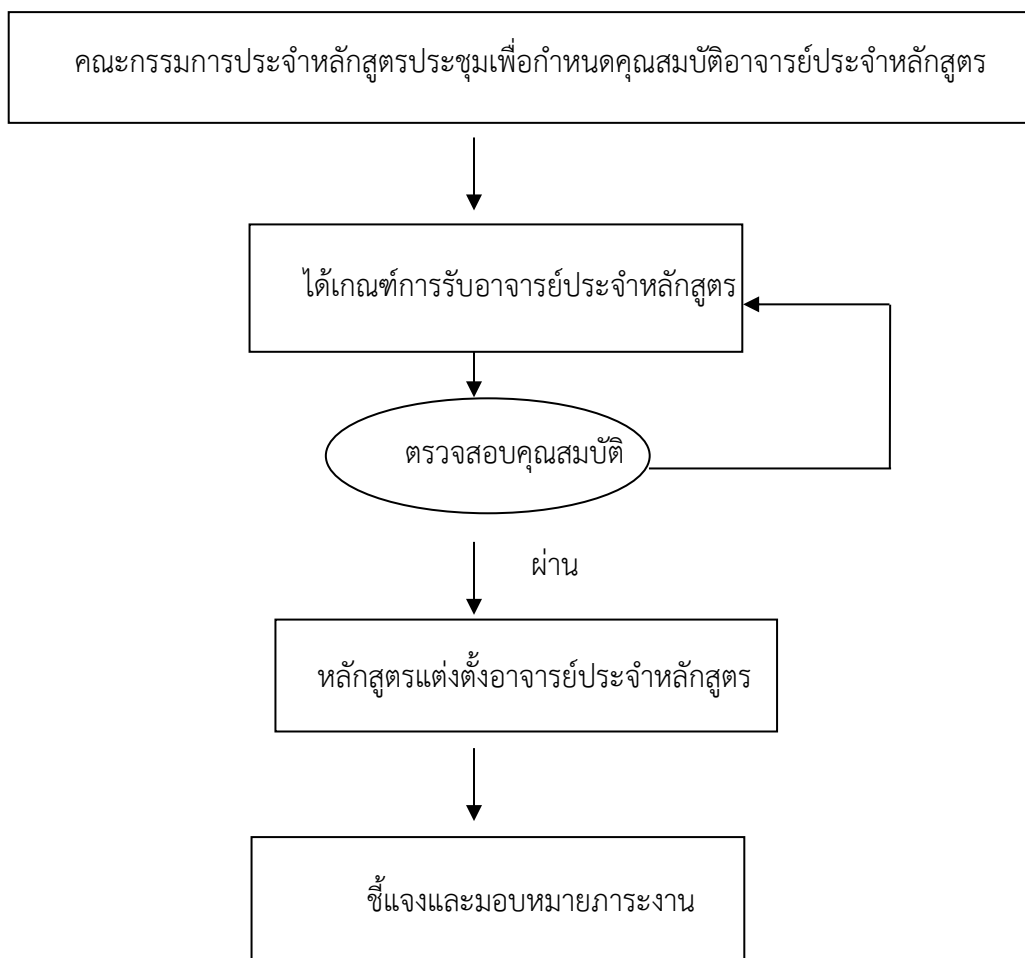 คณะกรรมการประจำหลักสูตรประชุมเพื่อกำหนดคุณสมบัติอาจารย์ประจำหลักสูตร
ได้เกณฑ์การรับอาจารย์ประจำหลักสูตร
ตรวจสอบคุณสมบัติ
ผ่าน
หลักสูตรแต่งตั้งอาจารย์ประจำหลักสูตร
ชี้แจงและมอบหมายภาระงาน